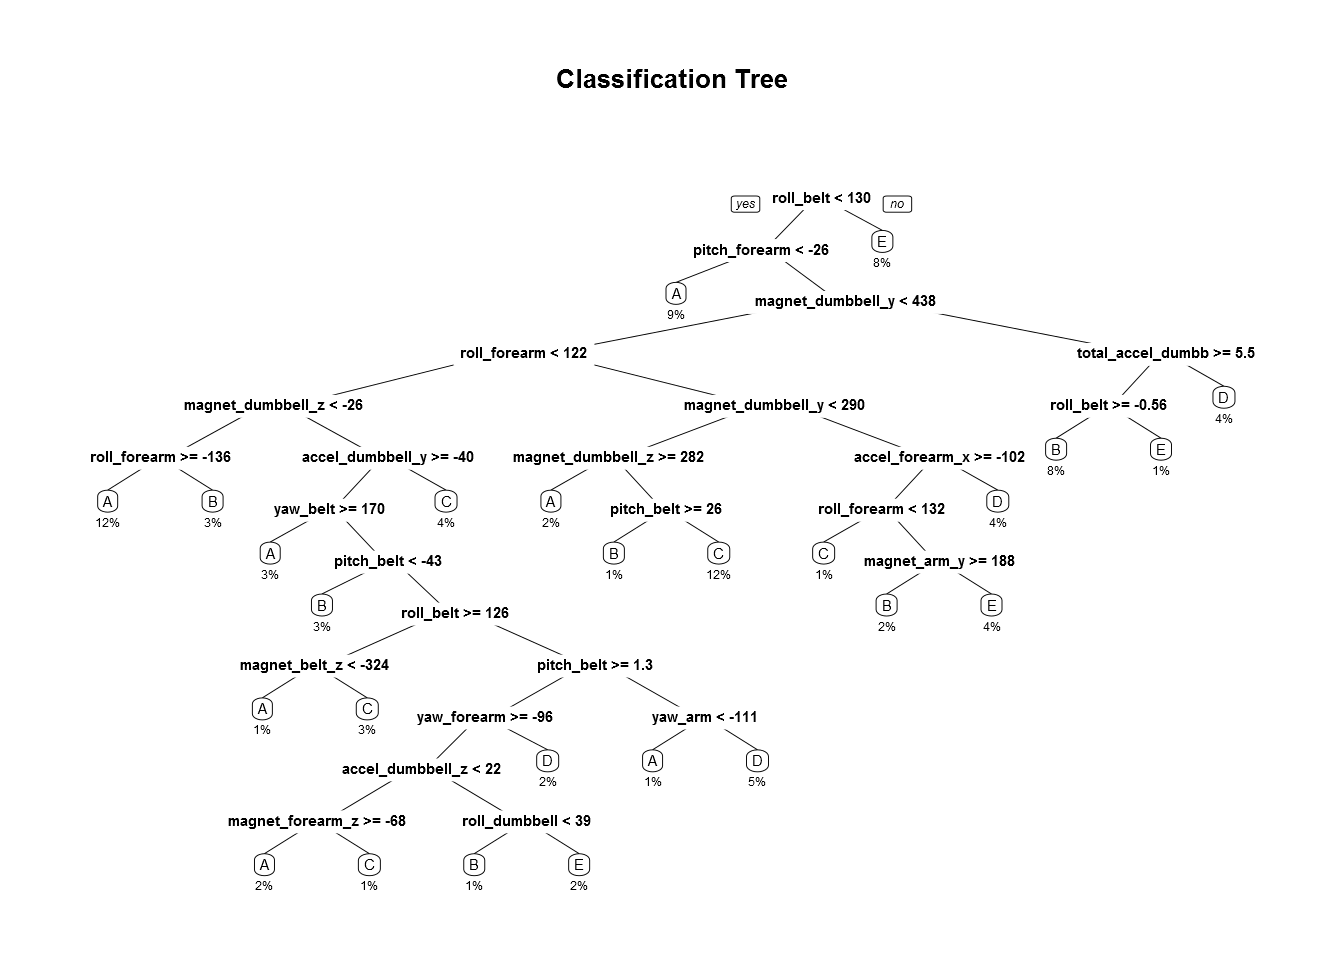 Classification Tree
yes roll_belt < 130 no
pitch_forearm < -26
E
8%
A
9%
magnet_dumbbell_y < 438
roll_forearm < 122
total_accel_dumbb >= 5.5
magnet_dumbbell_z < -26
magnet_dumbbell_y < 290
roll_belt >= -0.56
D
4%
roll_forearm >= -136
accel_dumbbell_y >= -40
magnet_dumbbell_z >= 282
accel_forearm_x >= -102
B
8%
E
1%
A
12%
B
3%
yaw_belt >= 170
C
4%
A
2%
pitch_belt >= 26
roll_forearm < 132
D
4%
A
3%
pitch_belt < -43
B
1%
C
12%
C
1%
magnet_arm_y >= 188
B
3%
roll_belt >= 126
B
2%
E
4%
magnet_belt_z < -324
pitch_belt >= 1.3
A
1%
C
3%
yaw_forearm >= -96
yaw_arm < -111
accel_dumbbell_z < 22
D
2%
A
1%
D
5%
magnet_forearm_z >= -68
roll_dumbbell < 39
A
2%
C
1%
B
1%
E
2%